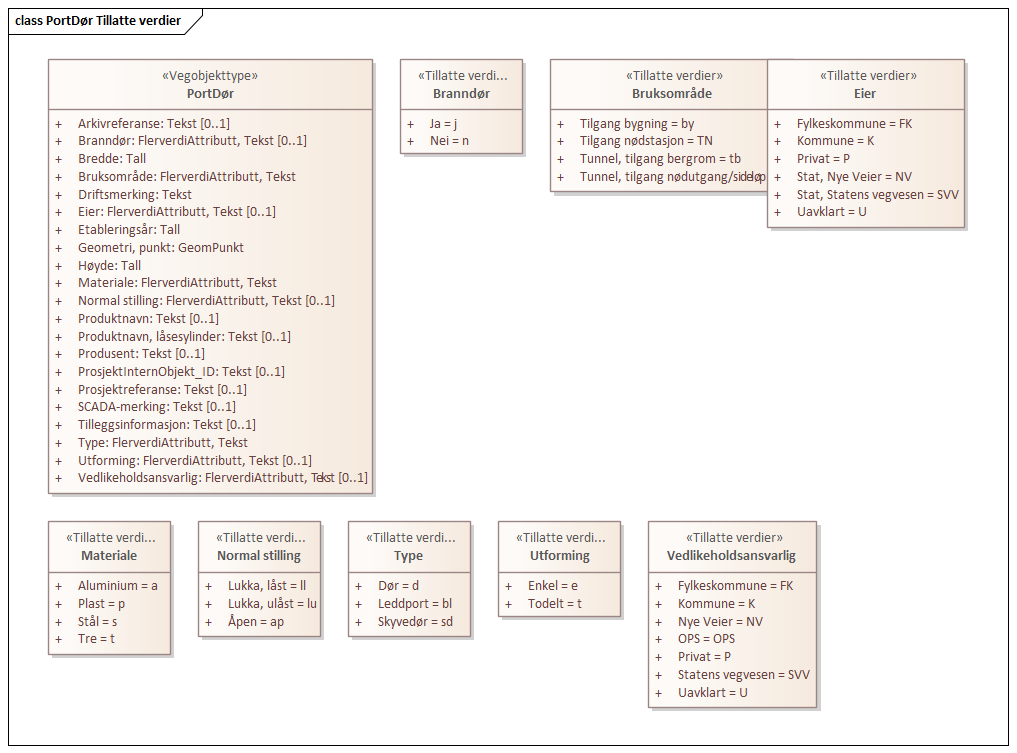 class PortDør Tillatte verdier
«Vegobjekttype»
PortDør
+ Arkivreferanse: Tekst [0..1]
+ Branndør: FlerverdiAttributt, Tekst [0..1]
+ Bredde: Tall
+ Bruksområde: FlerverdiAttributt, Tekst
+ Driftsmerking: Tekst
+ Eier: FlerverdiAttributt, Tekst [0..1]
+ Etableringsår: Tall
+ Geometri, punkt: GeomPunkt
+ Høyde: Tall
+ Materiale: FlerverdiAttributt, Tekst
+ Normal stilling: FlerverdiAttributt, Tekst [0..1]
+ Produktnavn: Tekst [0..1]
+ Produktnavn, låsesylinder: Tekst [0..1]
+ Produsent: Tekst [0..1]
+ ProsjektInternObjekt_ID: Tekst [0..1]
+ Prosjektreferanse: Tekst [0..1]
+ SCADA-merking: Tekst [0..1]
+ Tilleggsinformasjon: Tekst [0..1]
+ Type: FlerverdiAttributt, Tekst
+ Utforming: FlerverdiAttributt, Tekst [0..1]
+ Vedlikeholdsansvarlig: FlerverdiAttributt, Tekst [0..1]
«Tillatte verdi...
Branndør
+ Ja = j
+ Nei = n
«Tillatte verdier»
Bruksområde
+ Tilgang bygning = by
+ Tilgang nødstasjon = TN
+ Tunnel, tilgang bergrom = tb
+ Tunnel, tilgang nødutgang/sideløp
«Tillatte verdier»
Eier
+ Fylkeskommune = FK
+ Kommune = K
+ Privat = P
+ Stat, Nye Veier = NV
+ Stat, Statens vegvesen = SVV
+ Uavklart = U
«Tillatte verdi...
Materiale
+ Aluminium = a
+ Plast = p
+ Stål = s
+ Tre = t
«Tillatte verdi...
Normal stilling
+ Lukka, låst = ll
+ Lukka, ulåst = lu
+ Åpen = ap
«Tillatte verdi...
Type
+ Dør = d
+ Leddport = bl
+ Skyvedør = sd
«Tillatte verdi...
Utforming
+ Enkel = e
+ Todelt = t
«Tillatte verdier»
Vedlikeholdsansvarlig
+ Fylkeskommune = FK
+ Kommune = K
+ Nye Veier = NV
+ OPS = OPS
+ Privat = P
+ Statens vegvesen = SVV
+ Uavklart = U